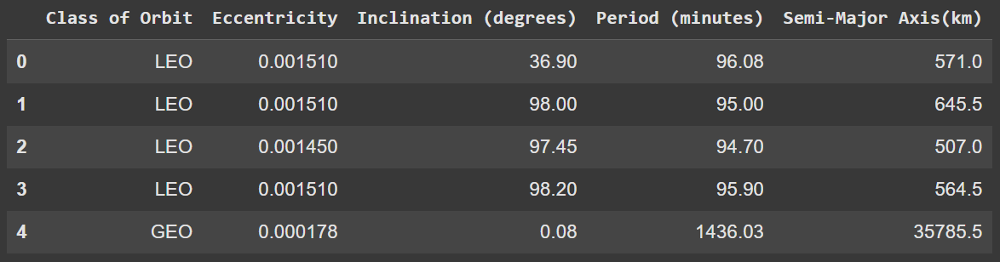 Class of Orbit Eccentricity Inclination (degrees) Period (minutes) Semi-Major Axis(km)
0 LEO 0.001510 36.90 96.08 571.0
1 LEO 0.001510 98.00 95.00 645.5
2 LEO 0.001450 97.45 94.70 507.0
3 LEO 0.001510 98.20 95.90 564.5
4 GEO 0.000178 0.08 1436.03 35785.5